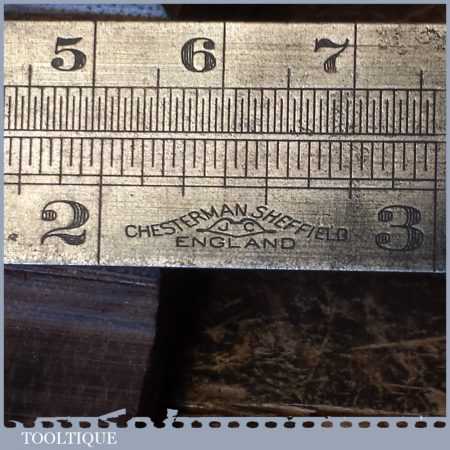 5 6 7
2 3
CHESTERMAN SHEFFIELD
J C
ENGLAND
TOOLTIQUE